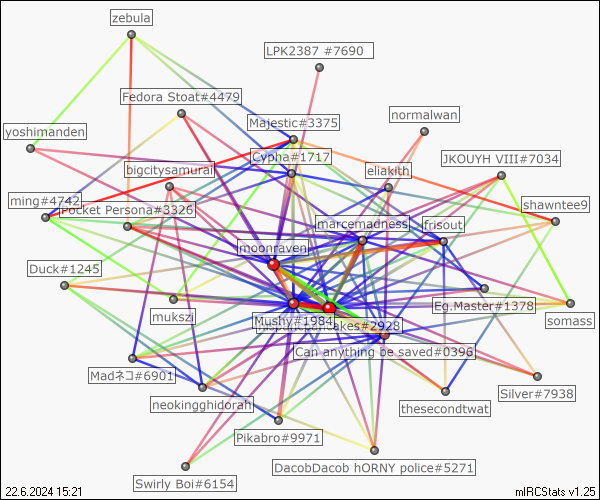 zebula
LPK2387 #7690
Fedora Stoat#4479
normalwan
Majestic#3375
yoshimanden
Cypha#1717
JKOUYH VIII#7034
bigcitysamurai
eliakith
ming#4742
Pocket Persona#3326
shawntee9
marcemadness
frisout
moonraven
Duck#1245
Eg.Master#1378
mukszi
somass
Mushy#1984
cakes#2928
Can anything be saved#0396
Madネコ#6901
Silver#7938
neokingghidorah
thesecondtwat
Pikabro#9971
DacobDacob hORNY police#5271
Swirly Boi#6154
22.6.2024 15:21
mIRCStats v1.25